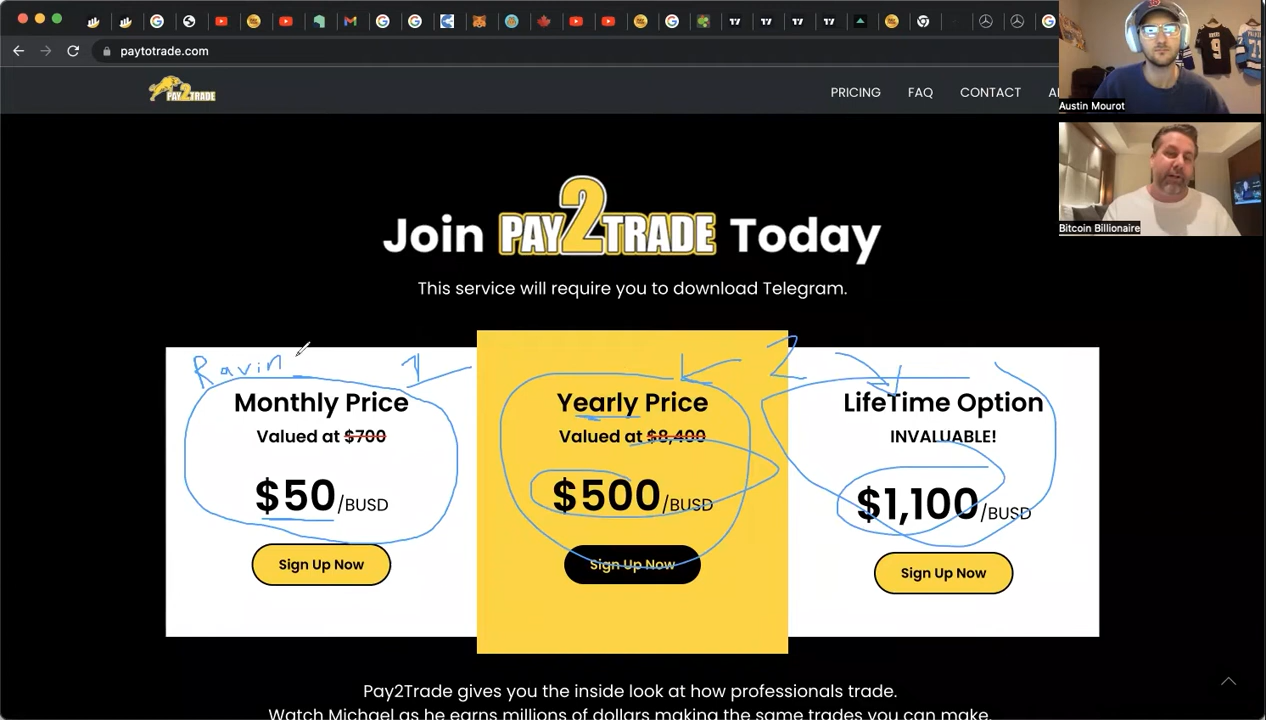 paytotrade.com
PAY2TRADE
PRICING FAQ CONTACT
Austin Mourot
Bitcoin Billionaire
Join PAY2TRADE Today
This service will require you to download Telegram.
Ravin 1 2
Monthly Price
Valued at $700
$50/BUSD
Sign Up Now
Yearly Price
Valued at $8,400
$500/BUSD
Sign Up Now
LifeTime Option
INVALUABLE!
$1,100/BUSD
Sign Up Now
Pay2Trade gives you the inside look at how professionals trade.
Watch Michael as he earns millions of dollars making the same trades you can make.